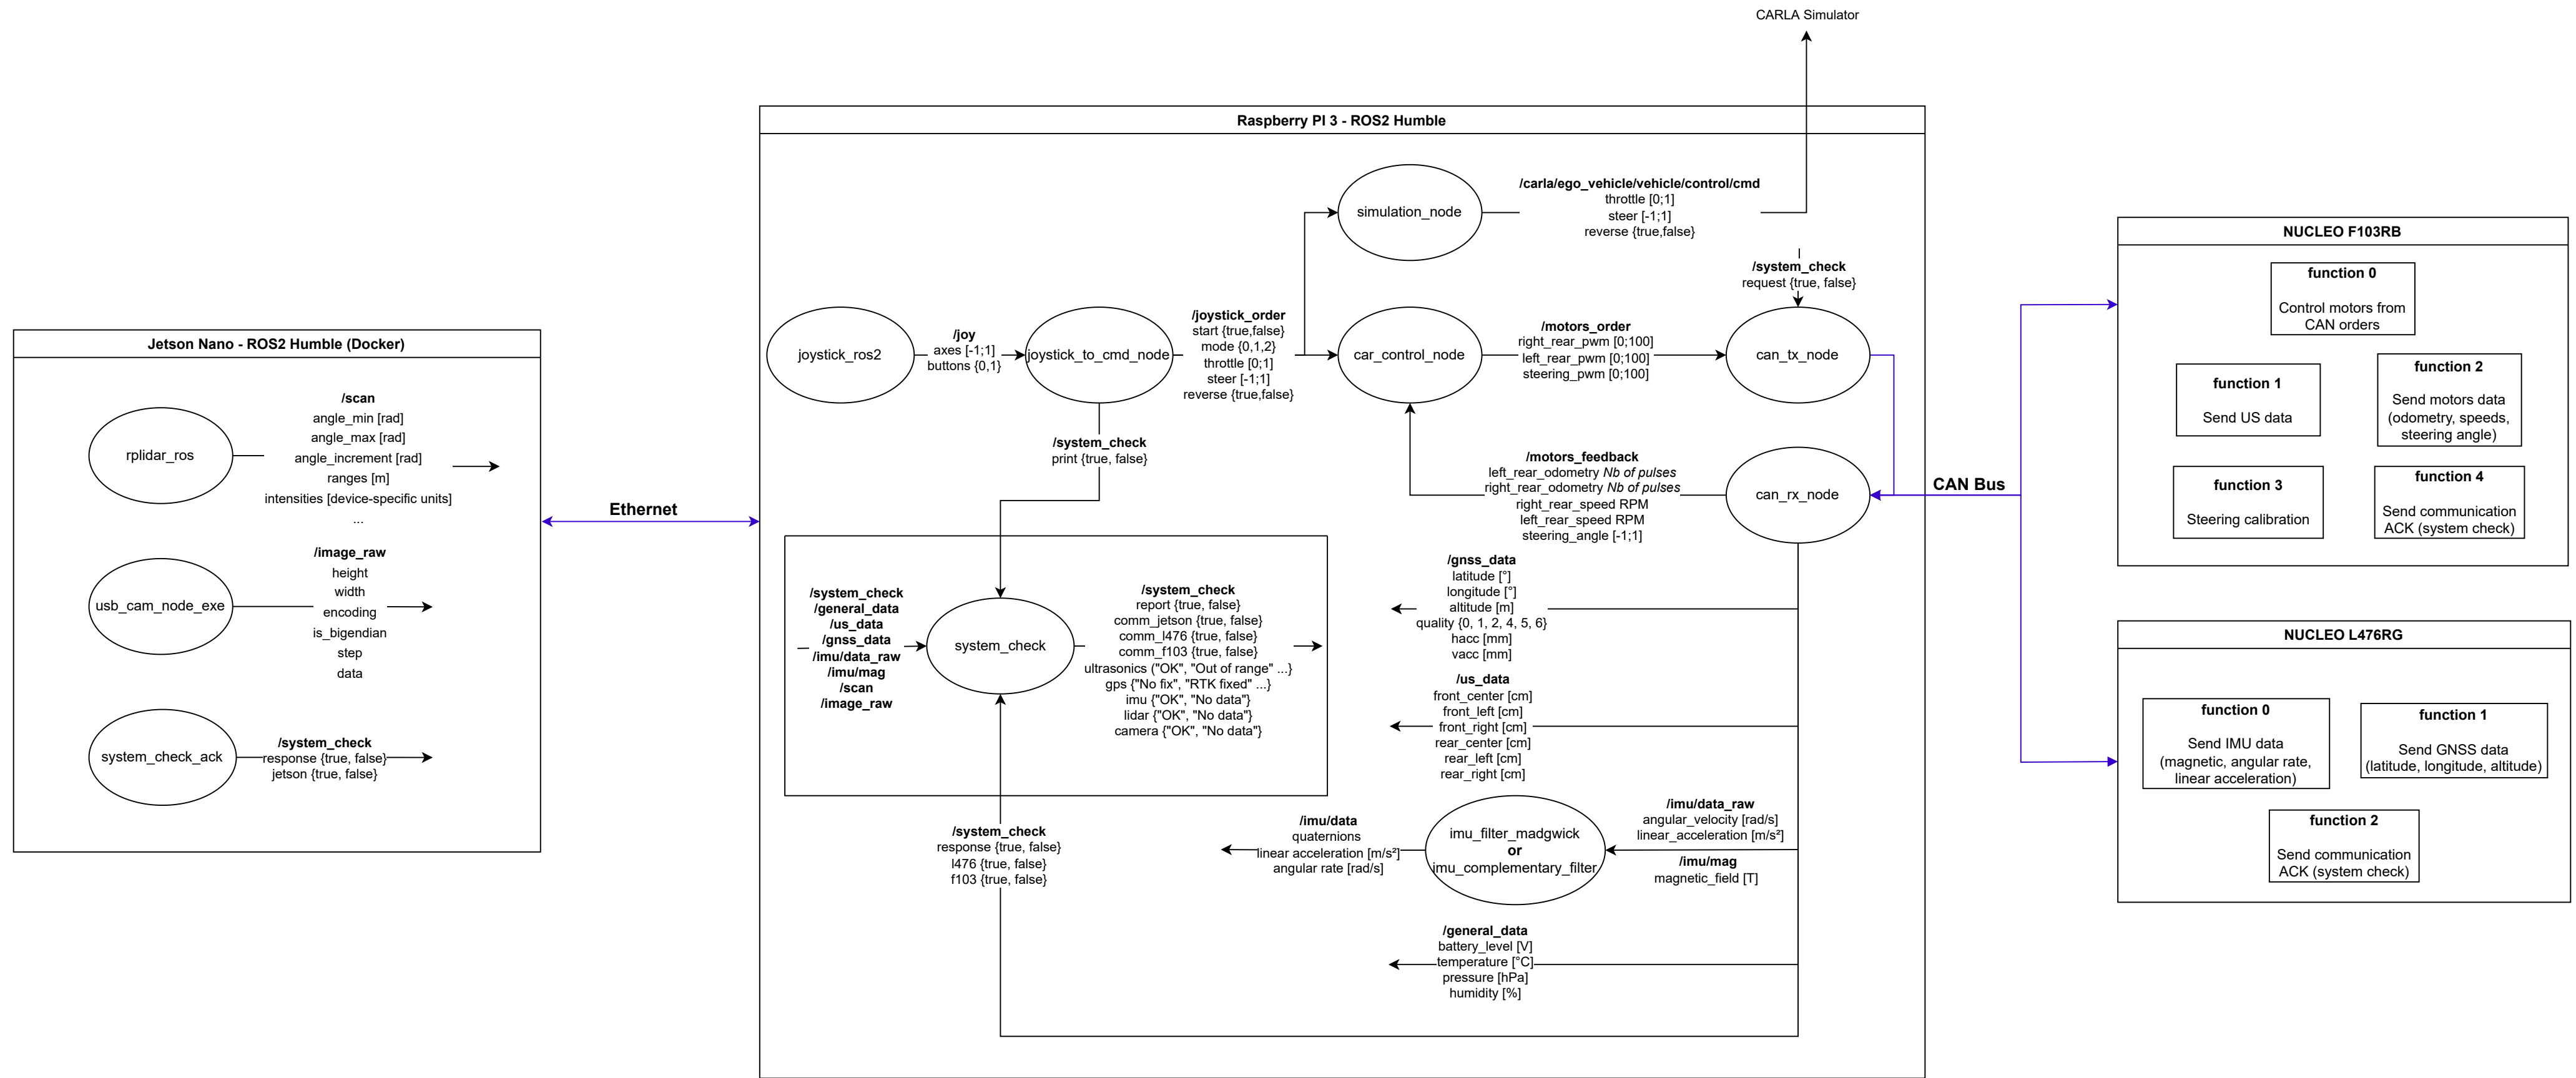 CARLA Simulator
Jetson Nano - ROS2 Humble (Docker)
rplidar_ros
/scan
angle_min [rad]
angle_max [rad]
angle_increment [rad]
ranges [m]
intensities [device-specific units]
...
usb_cam_node_exe
/image_raw
height
width
encoding
is_bigendian
step
data
system_check_ack
/system_check
response {true, false}
jetson {true, false}
Ethernet
Raspberry PI 3 - ROS2 Humble
simulation_node
/carla/ego_vehicle/vehicle/control/cmd
throttle [0;1]
steer [-1;1]
reverse {true,false}
/system_check
request {true, false}
joystick_ros2
/joy
axes [-1;1]
buttons {0,1}
joystick_to_cmd_node
/joystick_order
start {true,false}
mode {0,1,2}
throttle [0;1]
steer [-1;1]
reverse {true,false}
car_control_node
/motors_order
right_rear_pwm [0;100]
left_rear_pwm [0;100]
steering_pwm [0;100]
can_tx_node
/system_check
print {true, false}
/motors_feedback
left_rear_odometry Nb of pulses
right_rear_odometry Nb of pulses
right_rear_speed RPM
left_rear_speed RPM
steering_angle [-1;1]
can_rx_node
/system_check
/general_data
/us_data
/gnss_data
/imu/data_raw
/imu/mag
/scan
/image_raw
system_check
/system_check
report {true, false}
comm_jetson {true, false}
comm_l476 {true, false}
comm_f103 {true, false}
ultrasonics ("OK", "Out of range" ...}
gps {"No fix", "RTK fixed" ...}
imu {"OK", "No data"}
lidar {"OK", "No data"}
camera {"OK", "No data"}
/gnss_data
latitude [°]
longitude [°]
altitude [m]
quality {0, 1, 2, 4, 5, 6}
hacc [mm]
vacc [mm]
/us_data
front_center [cm]
front_left [cm]
front_right [cm]
rear_center [cm]
rear_left [cm]
rear_right [cm]
/system_check
response {true, false}
l476 {true, false}
f103 {true, false}
/imu/data
quaternions
linear acceleration [m/s²]
angular rate [rad/s]
imu_filter_madgwick
or
imu_complementary_filter
/imu/data_raw
angular_velocity [rad/s]
linear_acceleration [m/s²]
/imu/mag
magnetic_field [T]
/general_data
battery_level [V]
temperature [°C]
pressure [hPa]
humidity [%]
CAN Bus
NUCLEO F103RB
function 0
Control motors from
CAN orders
function 1
Send US data
function 2
Send motors data
(odometry, speeds,
steering angle)
function 3
Steering calibration
function 4
Send communication
ACK (system check)
NUCLEO L476RG
function 0
Send IMU data
(magnetic, angular rate,
linear acceleration)
function 1
Send GNSS data
(latitude, longitude, altitude)
function 2
Send communication
ACK (system check)